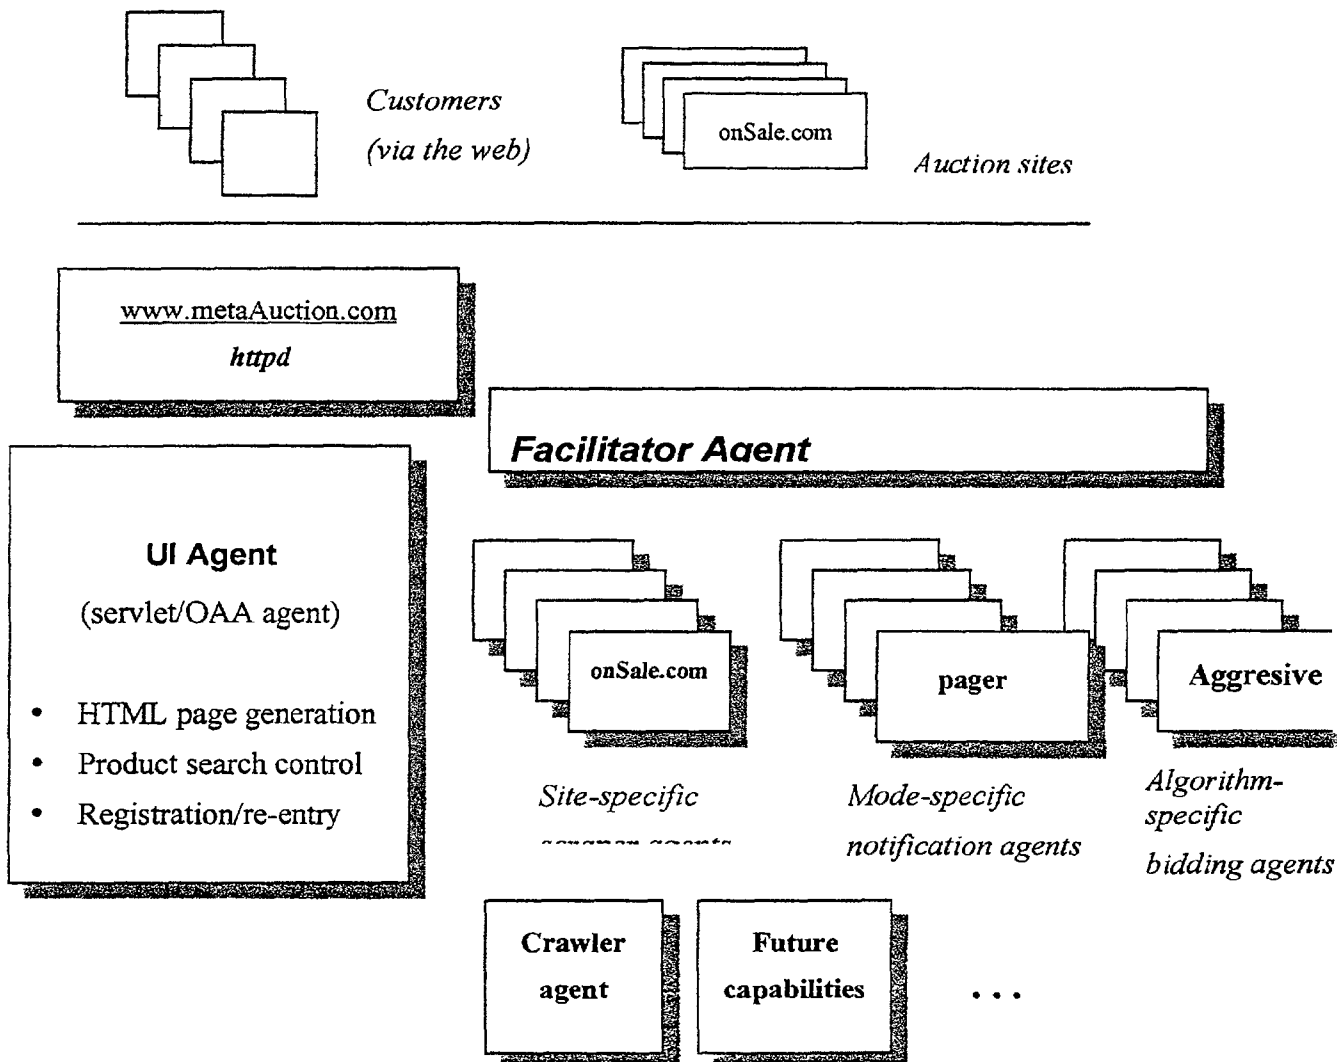 Customers
(via the web)
onSale.com
Auction sites
www.metaAuction.com
httpd
Facilitator Agent
UI Agent
(servlet/OAA agent)
• HTML page generation
• Product search control
• Registration/re-entry
onSale.com
pager
Aggresive
Site-specific
Mode-specific
notification agents
Algorithm-
specific
bidding agents
Crawler
agent
Future
capabilities
...